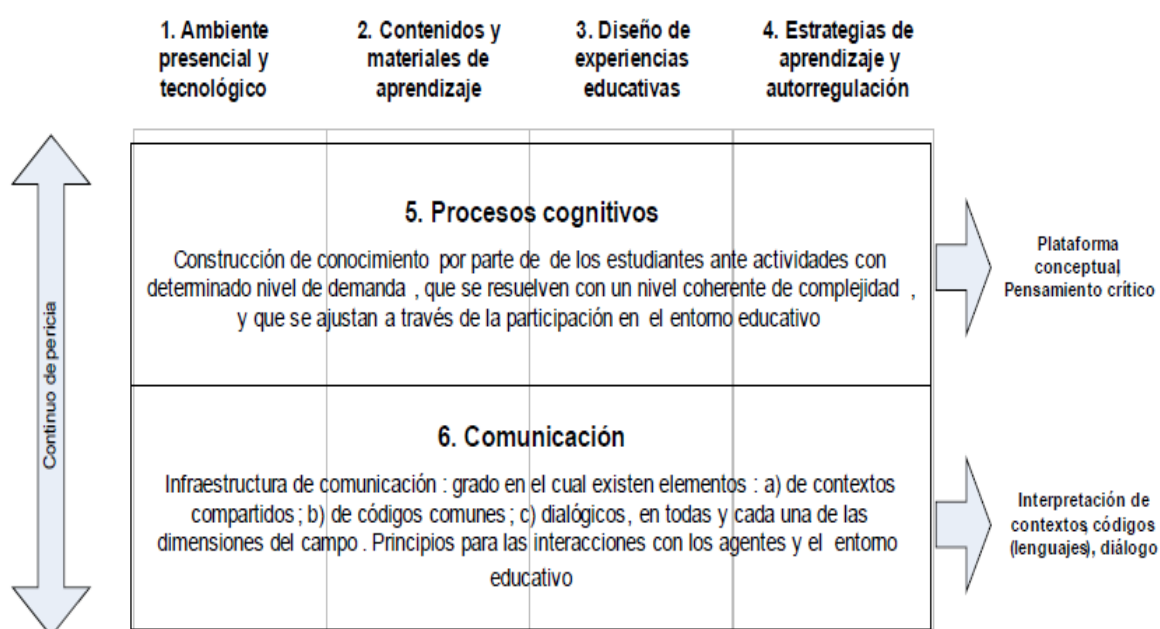 1. Ambiente
presencial y
tecnológico
2. Contenidos y
materiales de
aprendizaje
3. Diseño de
experiencias
educativas
4. Estrategias de
aprendizaje y
autorregulación
Continuo de pericia
5. Procesos cognitivos
Construcción de conocimiento por parte de de los estudiantes ante actividades con
determinado nivel de demanda , que se resuelven con un nivel coherente de complejidad ,
y que se ajustan a través de la participación en el entorno educativo
Plataforma
conceptual,
Pensamiento crítico
6. Comunicación
Infraestructura de comunicación : grado en el cual existen elementos : a) de contextos
compartidos ; b) de códigos comunes ; c) dialógicos, en todas y cada una de las
dimensiones del campo . Principios para las interacciones con los agentes y el entorno
educativo
Interpretación de
contextos, códigos
(lenguajes), diálogo